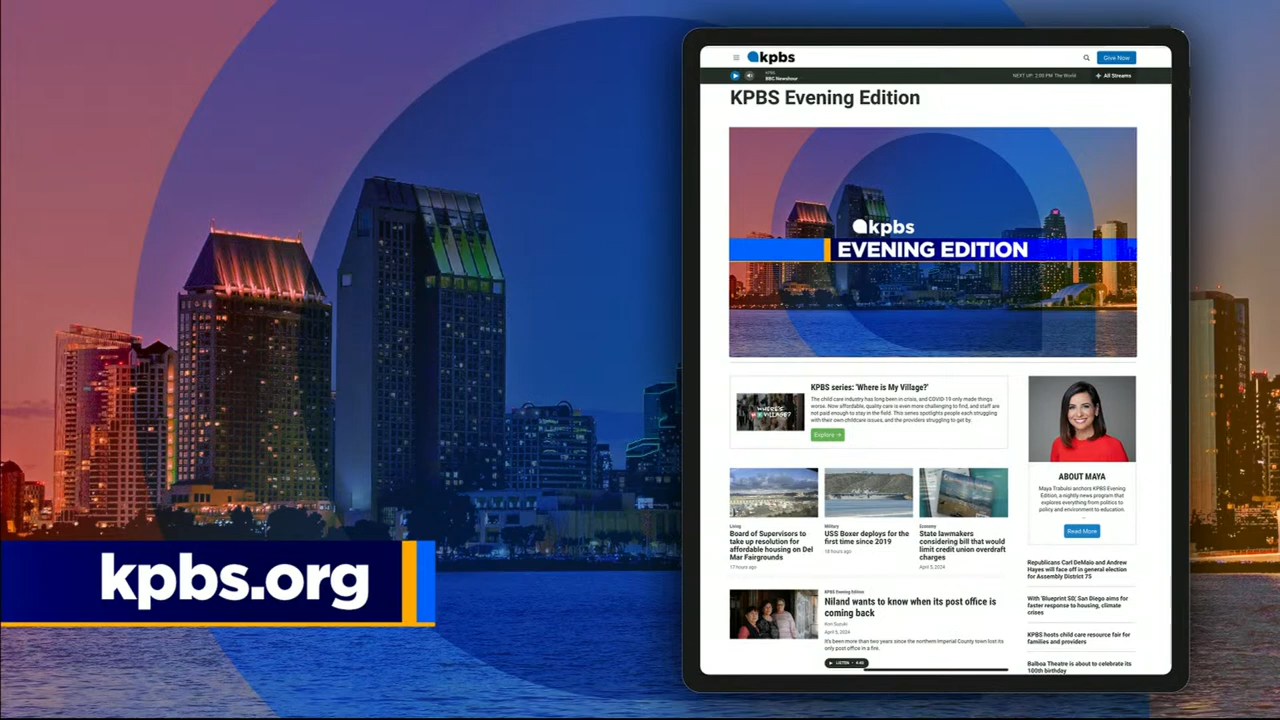 kpbs
Give Now
KPBS
BBC Newshour
NEXT UP: 2:00 PM The World
All Streams
KPBS Evening Edition
kpbs
EVENING EDITION
KPBS series: 'Where is My Village?'
The child care industry has long been in crisis, and COVID-19 only made things
worse. Now affordable, quality care is even more challenging to find, and staff are
not paid enough to stay in the field. This series spotlights people each struggling
with their own childcare issues, and the providers struggling to get by.
Explore →
WHERE'S
MY VILLAGE?
ABOUT MAYA
Maya Trabulsi anchors KPBS Evening
Edition, a nightly news program that
explores everything from politics to
policy and environment to education.
Read More
Living
Board of Supervisors to
take up resolution for
affordable housing on Del
Mar Fairgrounds
17 hours ago
Military
USS Boxer deploys for the
first time since 2019
18 hours ago
Economy
State lawmakers
considering bill that would
limit credit union overdraft
charges
April 5, 2024
KPBS Evening Edition
Niland wants to know when its post office is
coming back
Kori Suzuki
April 5, 2024
It's been more than two years since the northern Imperial County town lost its
only post office in a fire.
LISTEN • 4:45
Republicans Carl DeMaio and Andrew
Hayes will face off in general election
for Assembly District 75
With 'Blueprint SD,' San Diego aims for
faster response to housing, climate
crises
KPBS hosts child care resource fair for
families and providers
Balboa Theatre is about to celebrate its
100th birthday
kpbs.org